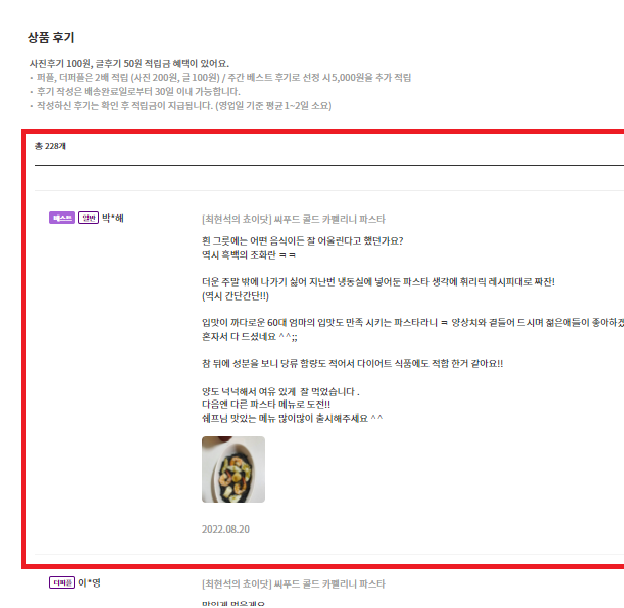 상품 후기
사진후기 100원, 글후기 50원 적립금 혜택이 있어요.
· 퍼플, 더퍼플은 2배 적립 (사진 200원, 글 100원) / 주간 베스트 후기로 선정 시 5,000원을 추가 적립
· 후기 작성은 배송완료일로부터 30일 이내 가능합니다.
· 작성하신 후기는 확인 후 적립금이 지급됩니다. (영업일 기준 평균 1~2일 소요)
총 228개
베스트 일반 박*해 [최현석의 쵸이닷] 씨푸드 콜드 카펠리니 파스타
흰 그릇에는 어떤 음식이든 잘 어울린다고 했던가요?
역시 흑백의 조화란 ㅋㅋ
더운 주말 밖에 나가기 싫어 지난번 냉동실에 넣어둔 파스타 생각에 휘리릭 레시피대로 짜잔!
(역시 간단간단!!)
입맛이 까다로운 60대 엄마의 입맛도 만족 시키는 파스타라니 ㅋ 양상치와 곁들여 드시며 젊은애들이 좋아하겠
혼자서 다 드셨네요 ^^;;
참 뒤에 성분을 보니 당류 함량도 적어서 다이어트 식품에도 적합 한거 같아요!!
양도 넉넉해서 여유 있게 잘 먹었습니다.
다음엔 다른 파스타 메뉴로 도전!!
쉐프님 맛있는 메뉴 많이많이 출시해주세요 ^^
2022.08.20
더퍼플 이*영 [최현석의 쵸이닷] 씨푸드 콜드 카펠리니 파스타